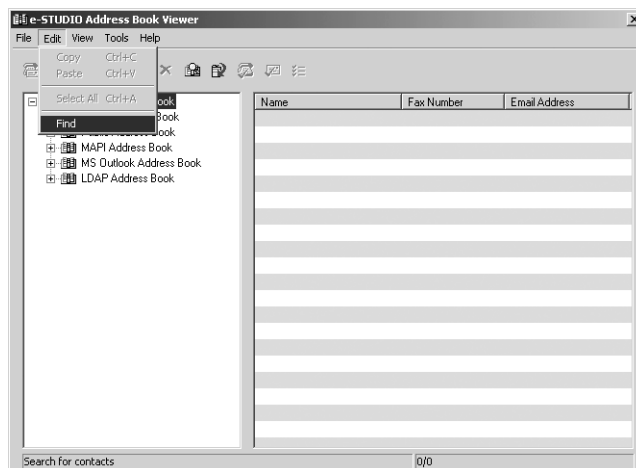 e-STUDIO Address Book Viewer
File Edit View Tools Help
Copy Ctrl+C
Paste Ctrl+V
Select All Ctrl+A
Find
Book
MAPI Address Book
MS Outlook Address Book
LDAP Address Book
Name Fax Number Email Address
Search for contacts 0/0